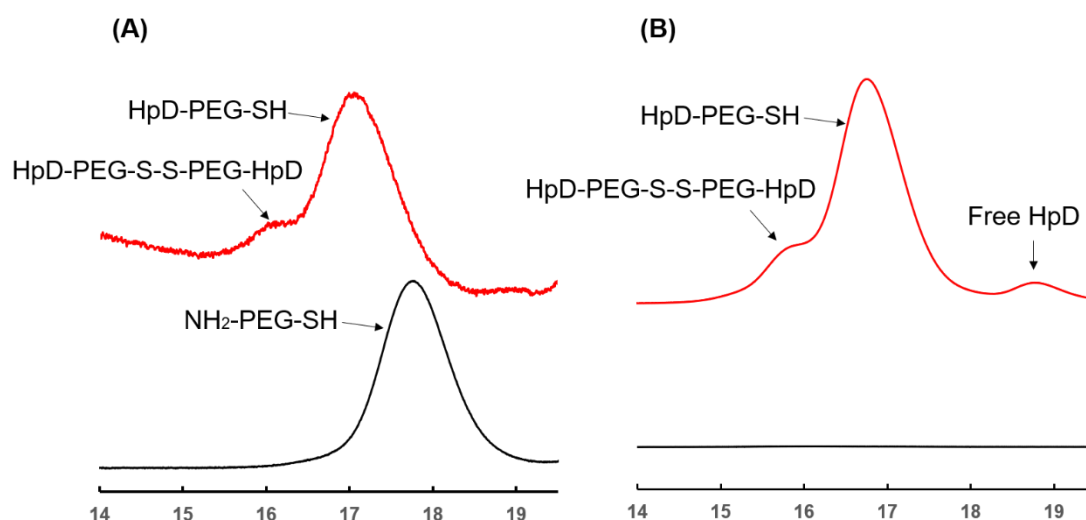 (A)
HpD-PEG-SH
HpD-PEG-S-S-PEG-HpD
NH₂-PEG-SH
14 15 16 17 18 19
(B)
HpD-PEG-SH
HpD-PEG-S-S-PEG-HpD
Free HpD
14 15 16 17 18 19